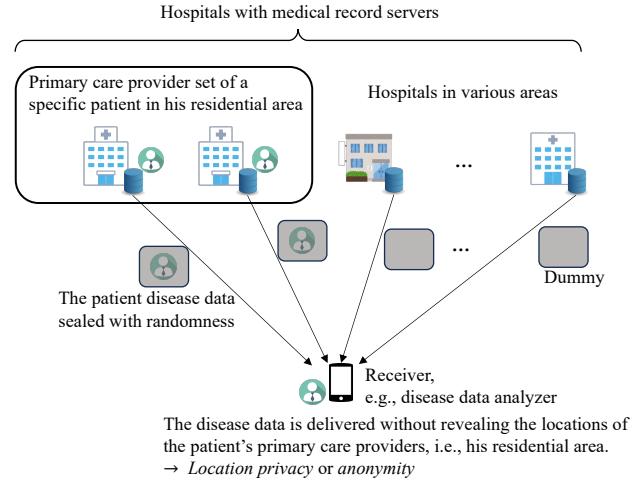 Hospitals with medical record servers
Primary care provider set of a
specific patient in his residential area
Hospitals in various areas
...
...
Dummy
The patient disease data
sealed with randomness
Receiver,
e.g., disease data analyzer
The disease data is delivered without revealing the locations of
the patient's primary care providers, i.e., his residential area.
→ Location privacy or anonymity